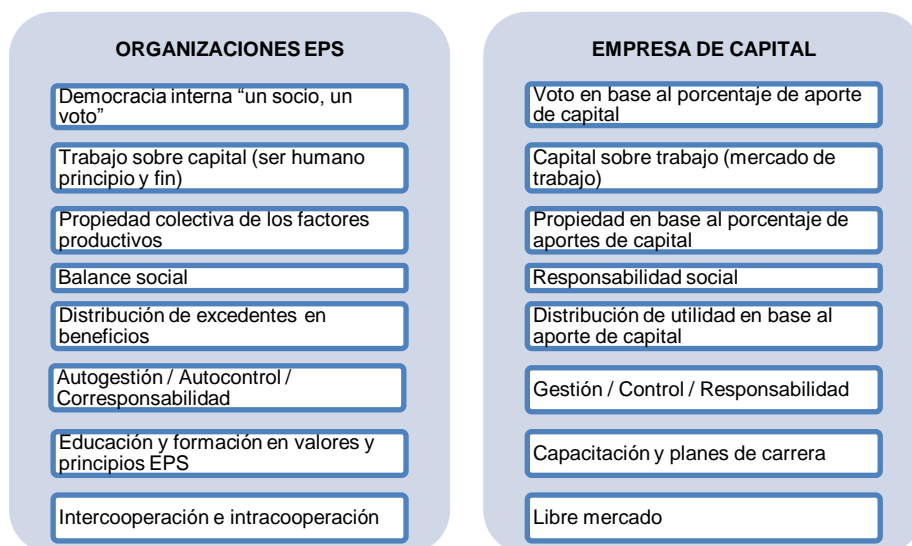 ORGANIZACIONES EPS
Democracia interna “un socio, un
voto”
Trabajo sobre capital (ser humano
principio y fin)
Propiedad colectiva de los factores
productivos
Balance social
Distribución de excedentes en
beneficios
Autogestión / Autocontrol /
Corresponsabilidad
Educación y formación en valores y
principios EPS
Intercooperación e intracooperación
EMPRESA DE CAPITAL
Voto en base al porcentaje de aporte
de capital
Capital sobre trabajo (mercado de
trabajo)
Propiedad en base al porcentaje de
aportes de capital
Responsabilidad social
Distribución de utilidad en base al
aporte de capital
Gestión / Control / Responsabilidad
Capacitación y planes de carrera
Libre mercado